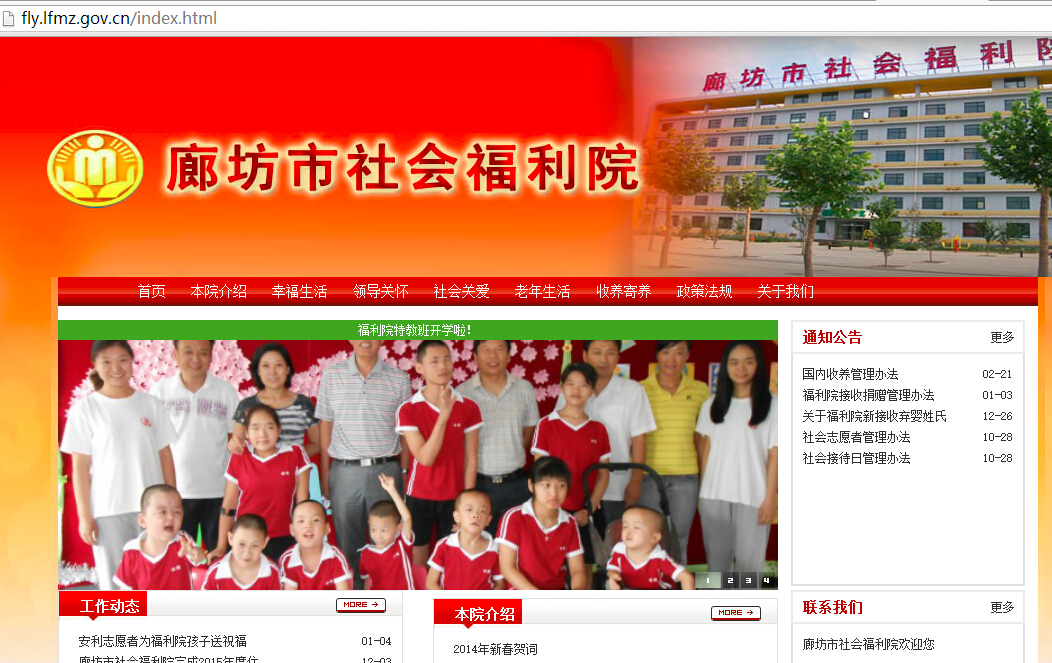 fly.lfmz.gov.cn/index.html
廊坊市社会福利院
廊坊市社会福利
首页 本院介绍 幸福生活 领导关怀 社会关爱 老年生活 收养寄养 政策法规 关于我们
福利院特教班开学啦！
1 2 3 4
通知公告 更多
国内收养管理办法 02-21
福利院接收捐赠管理办法 01-03
关于福利院新接收弃婴姓氏 12-26
社会志愿者管理办法 10-28
社会接待日管理办法 10-28
工作动态 MORE →
安利志愿者为福利院孩子送祝福 01-04
廊坊市社会福利院完成2015年度住 12-03
本院介绍 MORE →
2014年新春贺词
联系我们 更多
廊坊市社会福利院欢迎您